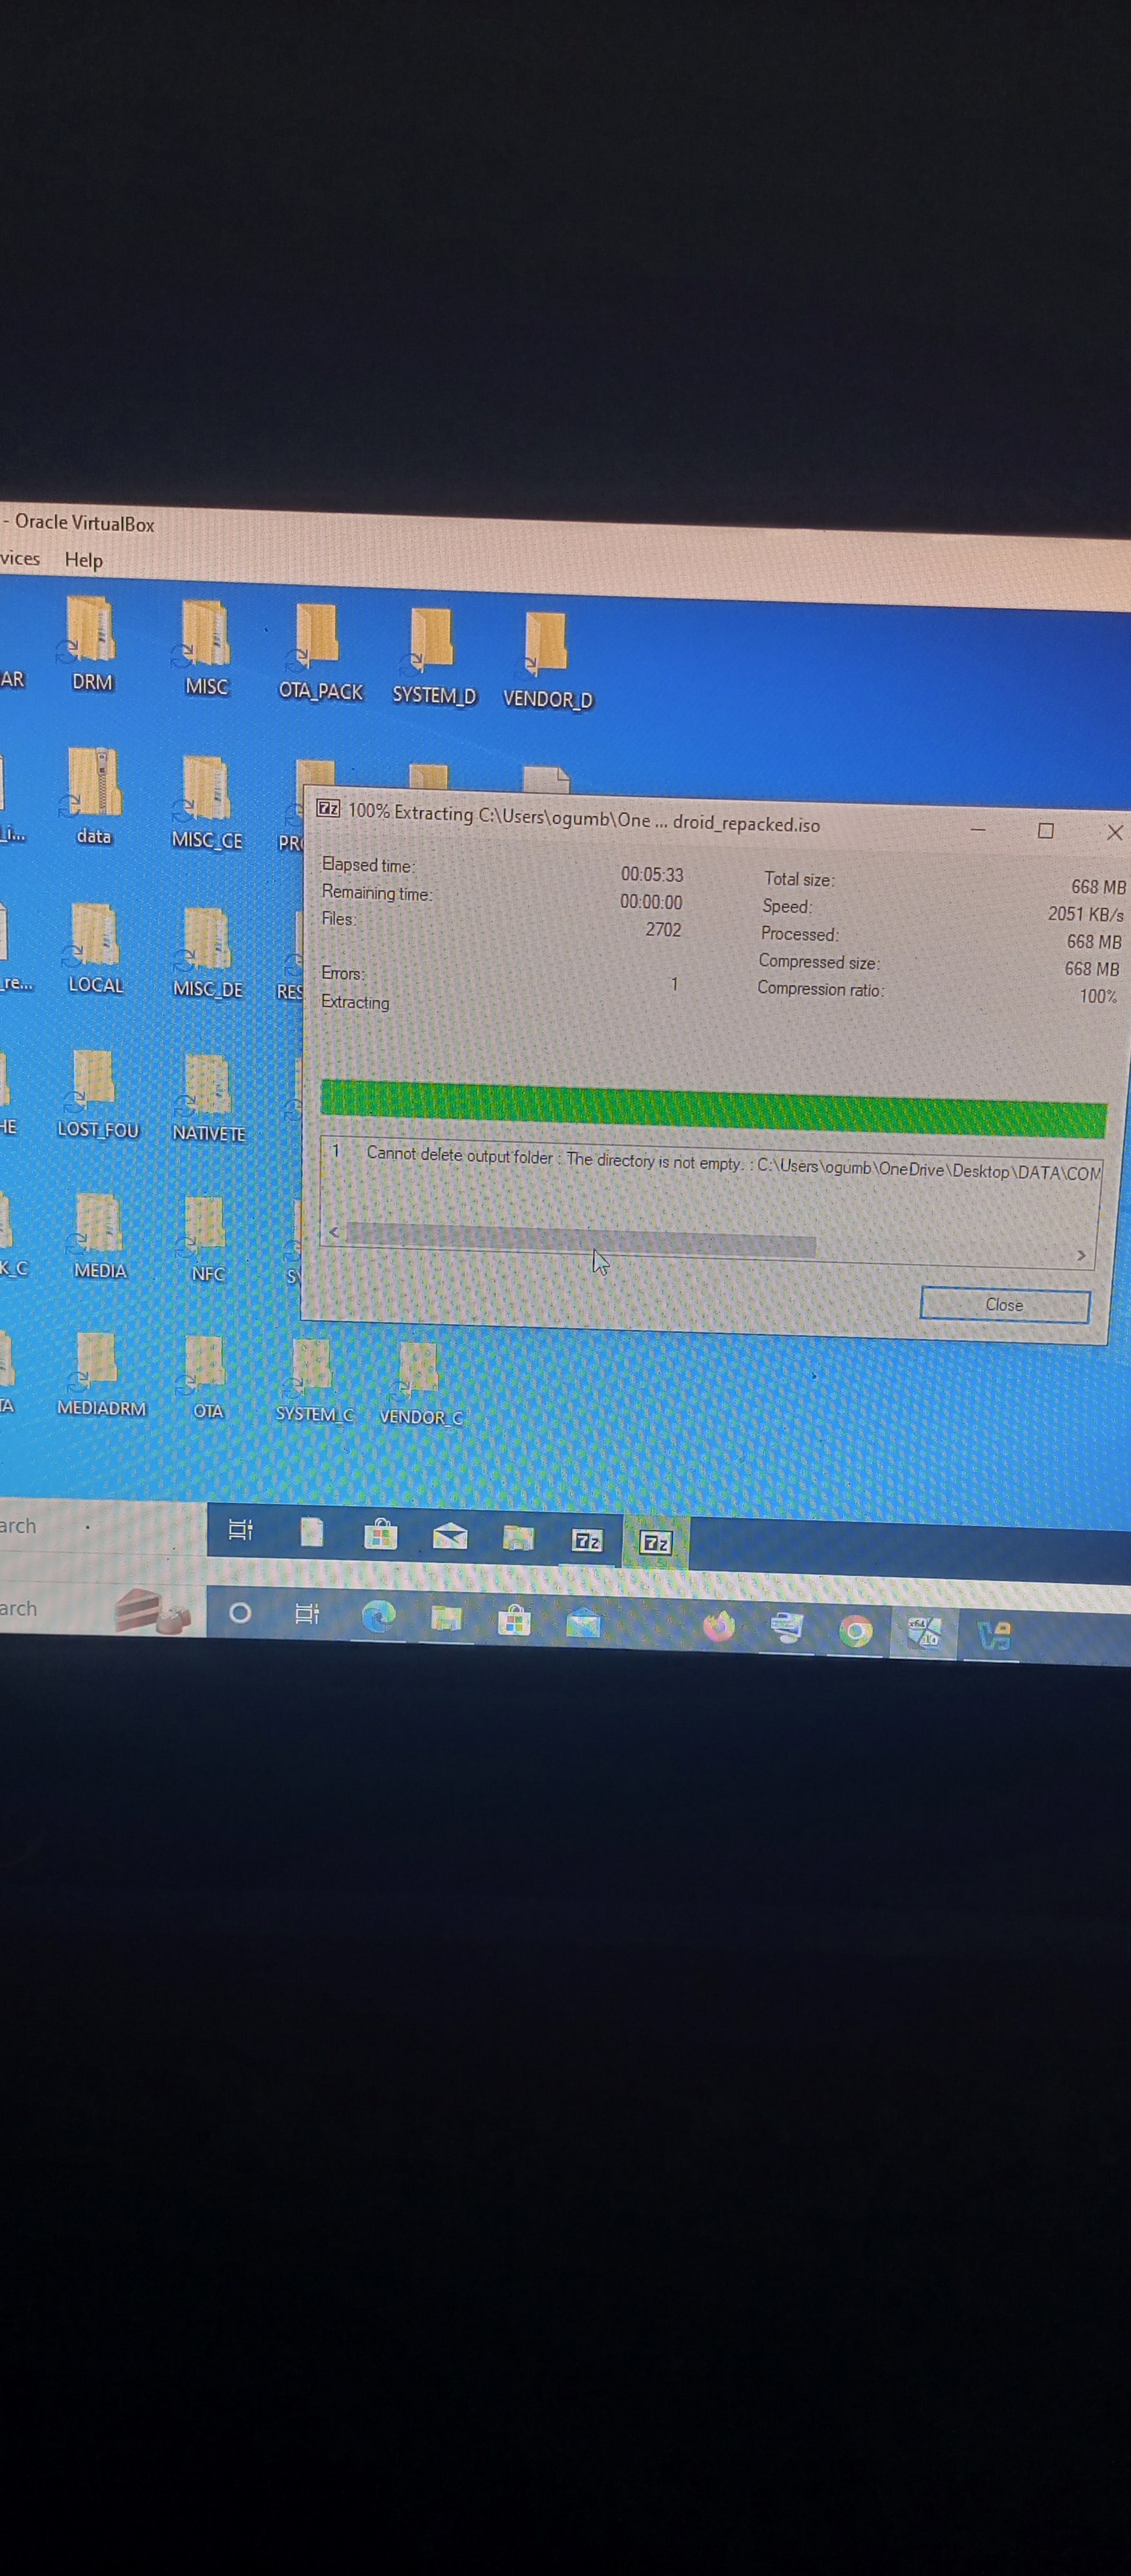 - Oracle VirtualBox
vices Help
AR DRM MISC OTA_PACK SYSTEM_D VENDOR_D
_i... data MISC_CE PR
_re... LOCAL MISC_DE RES
HE LOST_FOU NATIVETE
K_C MEDIA NFC SY
TA MEDIADRM OTA SYSTEM_C VENDOR_C
7z 100% Extracting C:\Users\ogumb\One ... droid_repacked.iso
Elapsed time: 00:05:33 Total size: 668 MB
Remaining time: 00:00:00 Speed: 2051 KB/s
Files: 2702 Processed: 668 MB
Compressed size: 668 MB
Errors: 1 Compression ratio: 100%
Extracting
1 Cannot delete output folder : The directory is not empty. : C:\Users\ogumb\OneDrive\Desktop\DATA\COM
Close
arch 7z 7z
arch x64 10